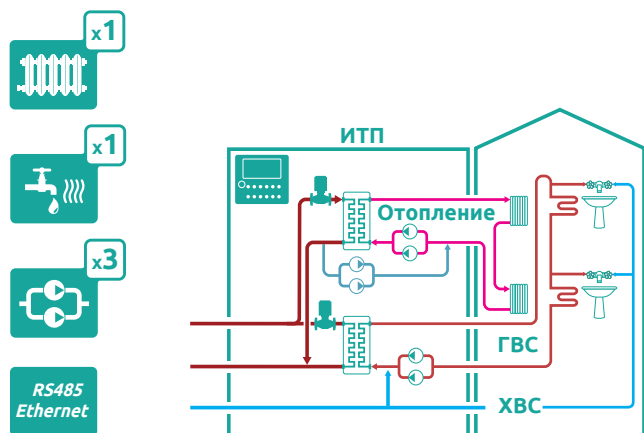 x1
x1
x3
RS485
Ethernet
ИТП
Отопление
ГВС
ХВС